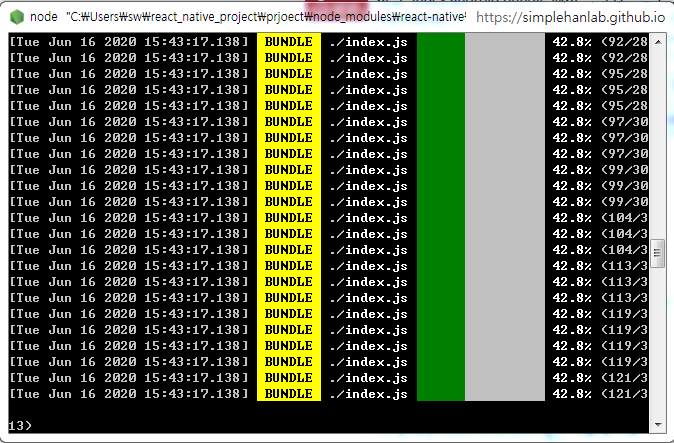 node "C:₩Users₩sw₩react_native_project₩prjoect₩node_modules₩react-native₩ https://simplehanlab.github.io
[Tue Jun 16 2020 15:43:17.138] BUNDLE ./index.js 42.8% (92/28
[Tue Jun 16 2020 15:43:17.138] BUNDLE ./index.js 42.8% (92/28
[Tue Jun 16 2020 15:43:17.138] BUNDLE ./index.js 42.8% (95/28
[Tue Jun 16 2020 15:43:17.138] BUNDLE ./index.js 42.8% (95/28
[Tue Jun 16 2020 15:43:17.138] BUNDLE ./index.js 42.8% (95/28
[Tue Jun 16 2020 15:43:17.138] BUNDLE ./index.js 42.8% (97/30
[Tue Jun 16 2020 15:43:17.138] BUNDLE ./index.js 42.8% (97/30
[Tue Jun 16 2020 15:43:17.138] BUNDLE ./index.js 42.8% (97/30
[Tue Jun 16 2020 15:43:17.138] BUNDLE ./index.js 42.8% (99/30
[Tue Jun 16 2020 15:43:17.138] BUNDLE ./index.js 42.8% (99/30
[Tue Jun 16 2020 15:43:17.138] BUNDLE ./index.js 42.8% (99/30
[Tue Jun 16 2020 15:43:17.138] BUNDLE ./index.js 42.8% (104/3
[Tue Jun 16 2020 15:43:17.138] BUNDLE ./index.js 42.8% (104/3
[Tue Jun 16 2020 15:43:17.138] BUNDLE ./index.js 42.8% (104/3
[Tue Jun 16 2020 15:43:17.138] BUNDLE ./index.js 42.8% (113/3
[Tue Jun 16 2020 15:43:17.138] BUNDLE ./index.js 42.8% (113/3
[Tue Jun 16 2020 15:43:17.138] BUNDLE ./index.js 42.8% (113/3
[Tue Jun 16 2020 15:43:17.138] BUNDLE ./index.js 42.8% (119/3
[Tue Jun 16 2020 15:43:17.138] BUNDLE ./index.js 42.8% (119/3
[Tue Jun 16 2020 15:43:17.138] BUNDLE ./index.js 42.8% (119/3
[Tue Jun 16 2020 15:43:17.138] BUNDLE ./index.js 42.8% (119/3
[Tue Jun 16 2020 15:43:17.138] BUNDLE ./index.js 42.8% (121/3
[Tue Jun 16 2020 15:43:17.138] BUNDLE ./index.js 42.8% (121/3
13)